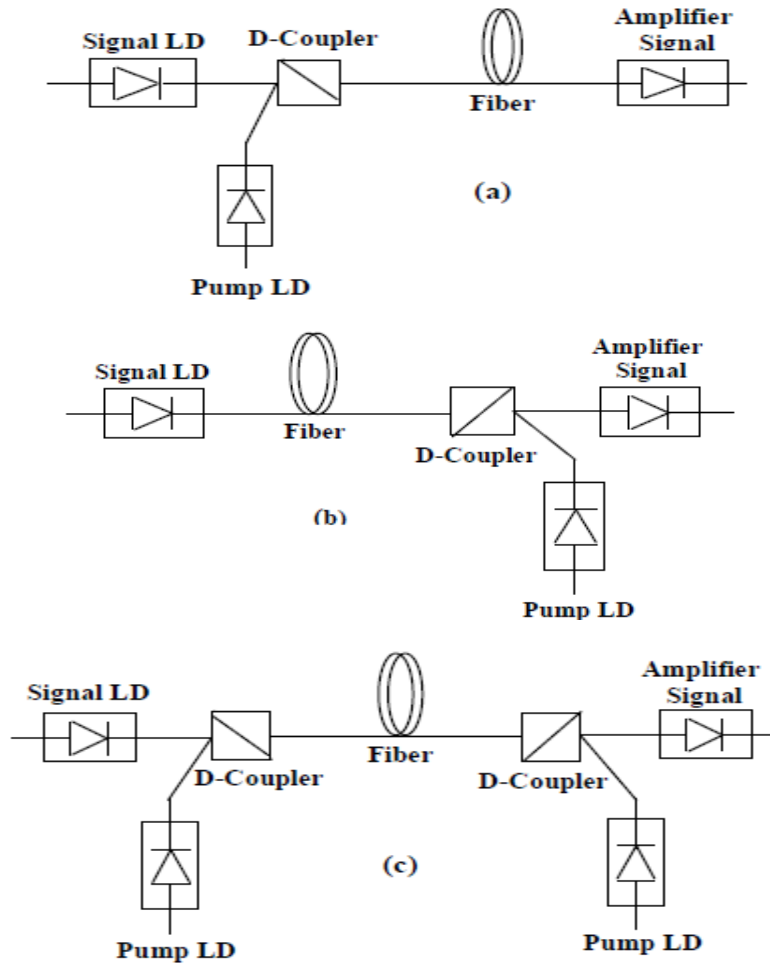 Signal LD
D-Coupler
Amplifier
Signal
Fiber
(a)
Pump LD
Signal LD
Amplifier
Signal
Fiber
D-Coupler
(b)
Pump LD
Signal LD
Amplifier
Signal
Fiber
D-Coupler
D-Coupler
(c)
Pump LD
Pump LD